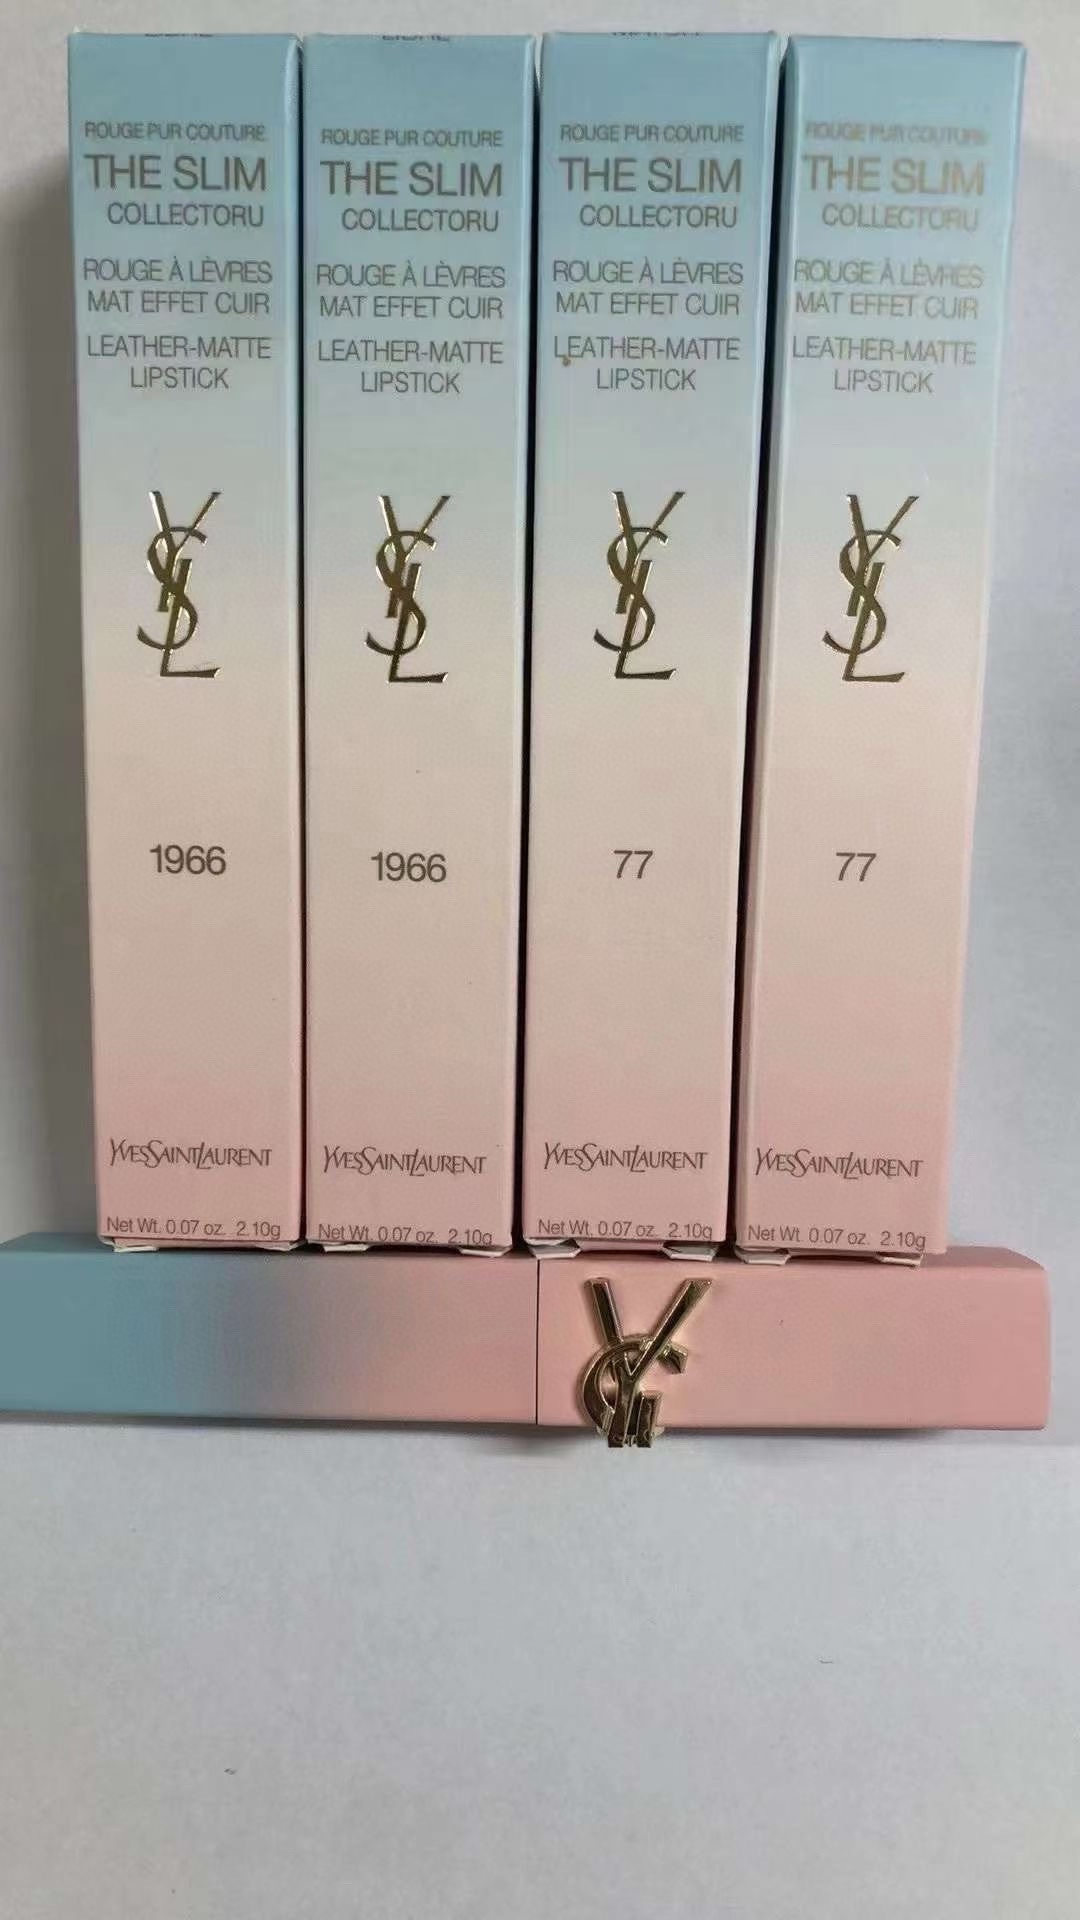 ROUGE PUR COUTURE
THE SLIM
COLLECTORU
ROUGE À LÈVRES
MAT EFFET CUIR
LEATHER-MATTE
LIPSTICK
YSL
1966
YVESSAINTLAURENT
Net Wt. 0.07 oz. 2.10g
ROUGE PUR COUTURE
THE SLIM
COLLECTORU
ROUGE À LÈVRES
MAT EFFET CUIR
LEATHER-MATTE
LIPSTICK
YSL
1966
YVESSAINTLAURENT
Net Wt. 0.07 oz. 2.10g
ROUGE PUR COUTURE
THE SLIM
COLLECTORU
ROUGE À LÈVRES
MAT EFFET CUIR
LEATHER-MATTE
LIPSTICK
YSL
77
YVESSAINTLAURENT
Net Wt. 0.07 oz. 2.10g
ROUGE PUR COUTURE
THE SLIM
COLLECTORU
ROUGE À LÈVRES
MAT EFFET CUIR
LEATHER-MATTE
LIPSTICK
YSL
77
YVESSAINTLAURENT
Net Wt. 0.07 oz. 2.10g